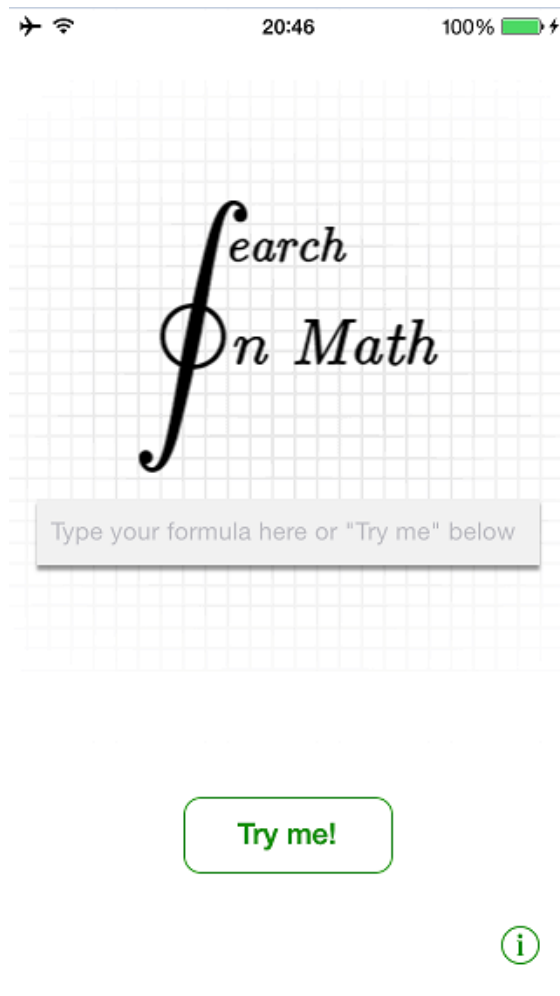 20:46 100%
∮earch
n Math
Type your formula here or "Try me" below
Try me!
i